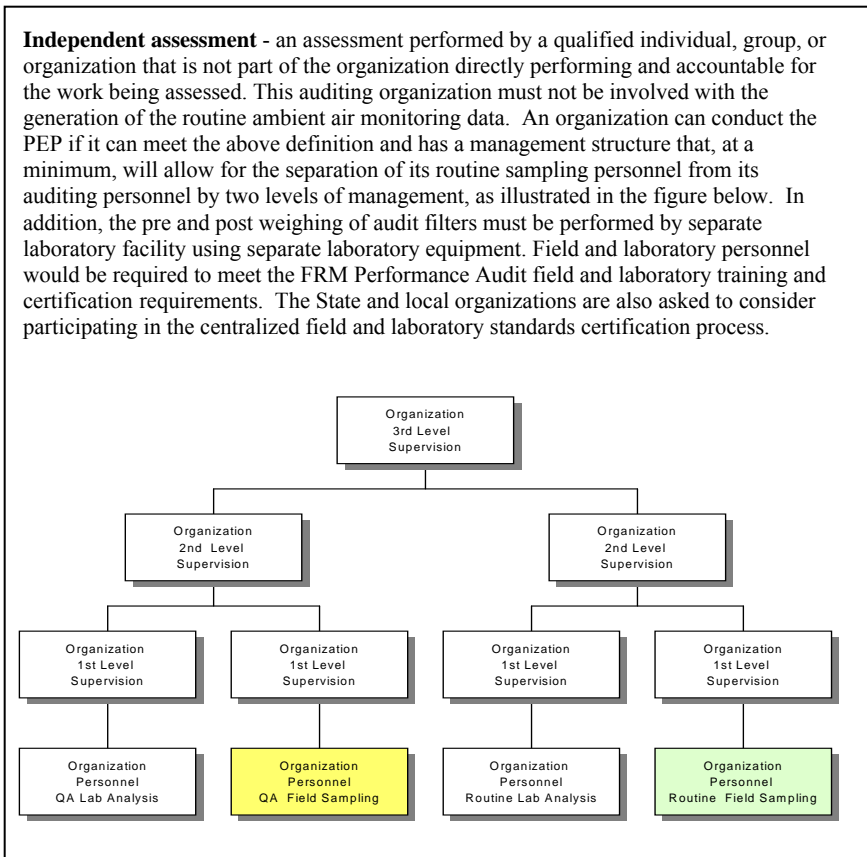 Independent assessment - an assessment performed by a qualified individual, group, or
organization that is not part of the organization directly performing and accountable for
the work being assessed. This auditing organization must not be involved with the
generation of the routine ambient air monitoring data. An organization can conduct the
PEP if it can meet the above definition and has a management structure that, at a
minimum, will allow for the separation of its routine sampling personnel from its
auditing personnel by two levels of management, as illustrated in the figure below. In
addition, the pre and post weighing of audit filters must be performed by separate
laboratory facility using separate laboratory equipment. Field and laboratory personnel
would be required to meet the FRM Performance Audit field and laboratory training and
certification requirements. The State and local organizations are also asked to consider
participating in the centralized field and laboratory standards certification process.
Organization
3rd Level
Supervision
Organization
2nd Level
Supervision
Organization
2nd Level
Supervision
Organization
1st Level
Supervision
Organization
1st Level
Supervision
Organization
1st Level
Supervision
Organization
1st Level
Supervision
Organization
Personnel
QA Lab Analysis
Organization
Personnel
QA Field Sampling
Organization
Personnel
Routine Lab Analysis
Organization
Personnel
Routine Field Sampling